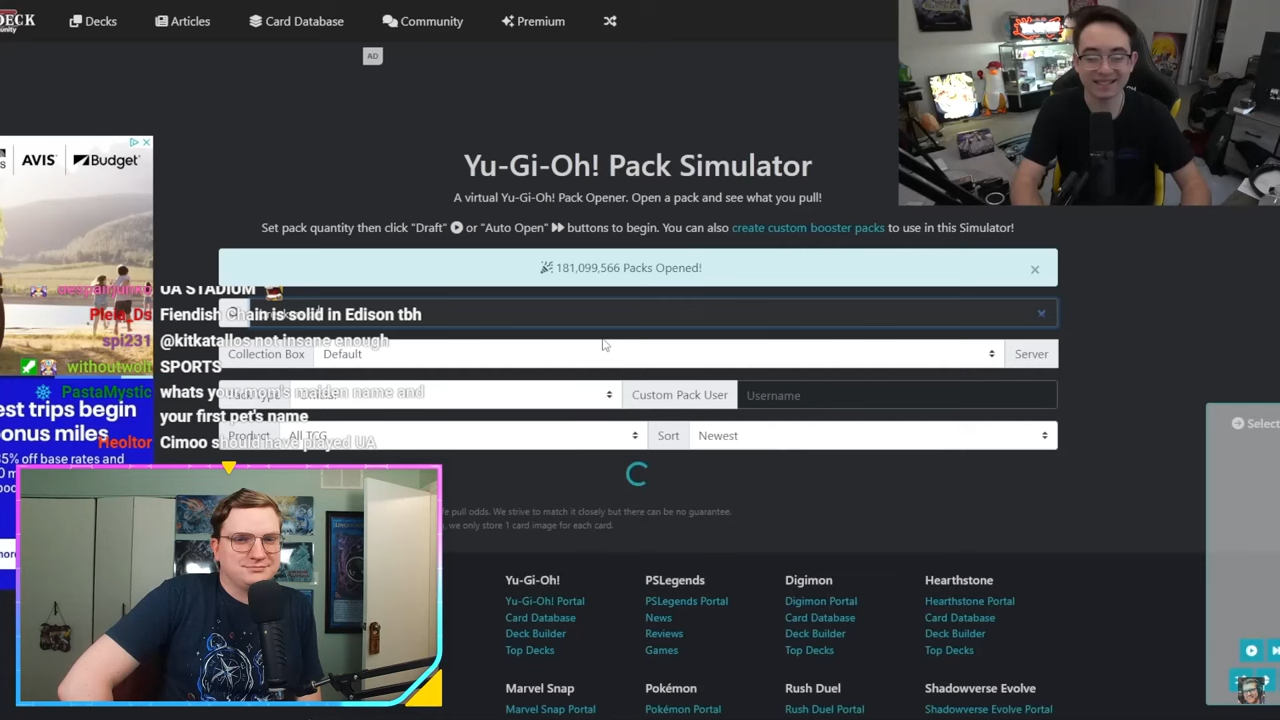 DECK
Decks
Articles
Card Database
Community
Premium
AD
AVIS
Budget
Yu-Gi-Oh! Pack Simulator
A virtual Yu-Gi-Oh! Pack Opener. Open a pack and see what you pull!
Set pack quantity then click "Draft" or "Auto Open" buttons to begin. You can also create custom booster packs to use in this Simulator!
181,099,566 Packs Opened!
UA STADIUM
Pleia_Ds Fiendish Chain is solid in Edison tbh
spi231 @kitkatallos not insane enough
Collection Box Default Server
withoutwolt SPORTS
PastaMystic whats your mom's maiden name and
your first pet's name
Custom Pack User Username
Heoltor Cimoo should have played UA
Product All TCG Sort Newest
est trips begin
onus miles
15% off base rates and
Select
pull odds. We strive to match it closely but there can be no guarantee.
we only store 1 card image for each card.
Yu-Gi-Oh!
Yu-Gi-Oh! Portal
Card Database
Deck Builder
Top Decks
PSLegends
PSLegends Portal
News
Reviews
Games
Digimon
Digimon Portal
Card Database
Deck Builder
Top Decks
Hearthstone
Hearthstone Portal
Card Database
Deck Builder
Top Decks
Marvel Snap
Marvel Snap Portal
Pokémon
Pokémon Portal
Rush Duel
Rush Duel Portal
Shadowverse Evolve
Shadowverse Evolve Portal